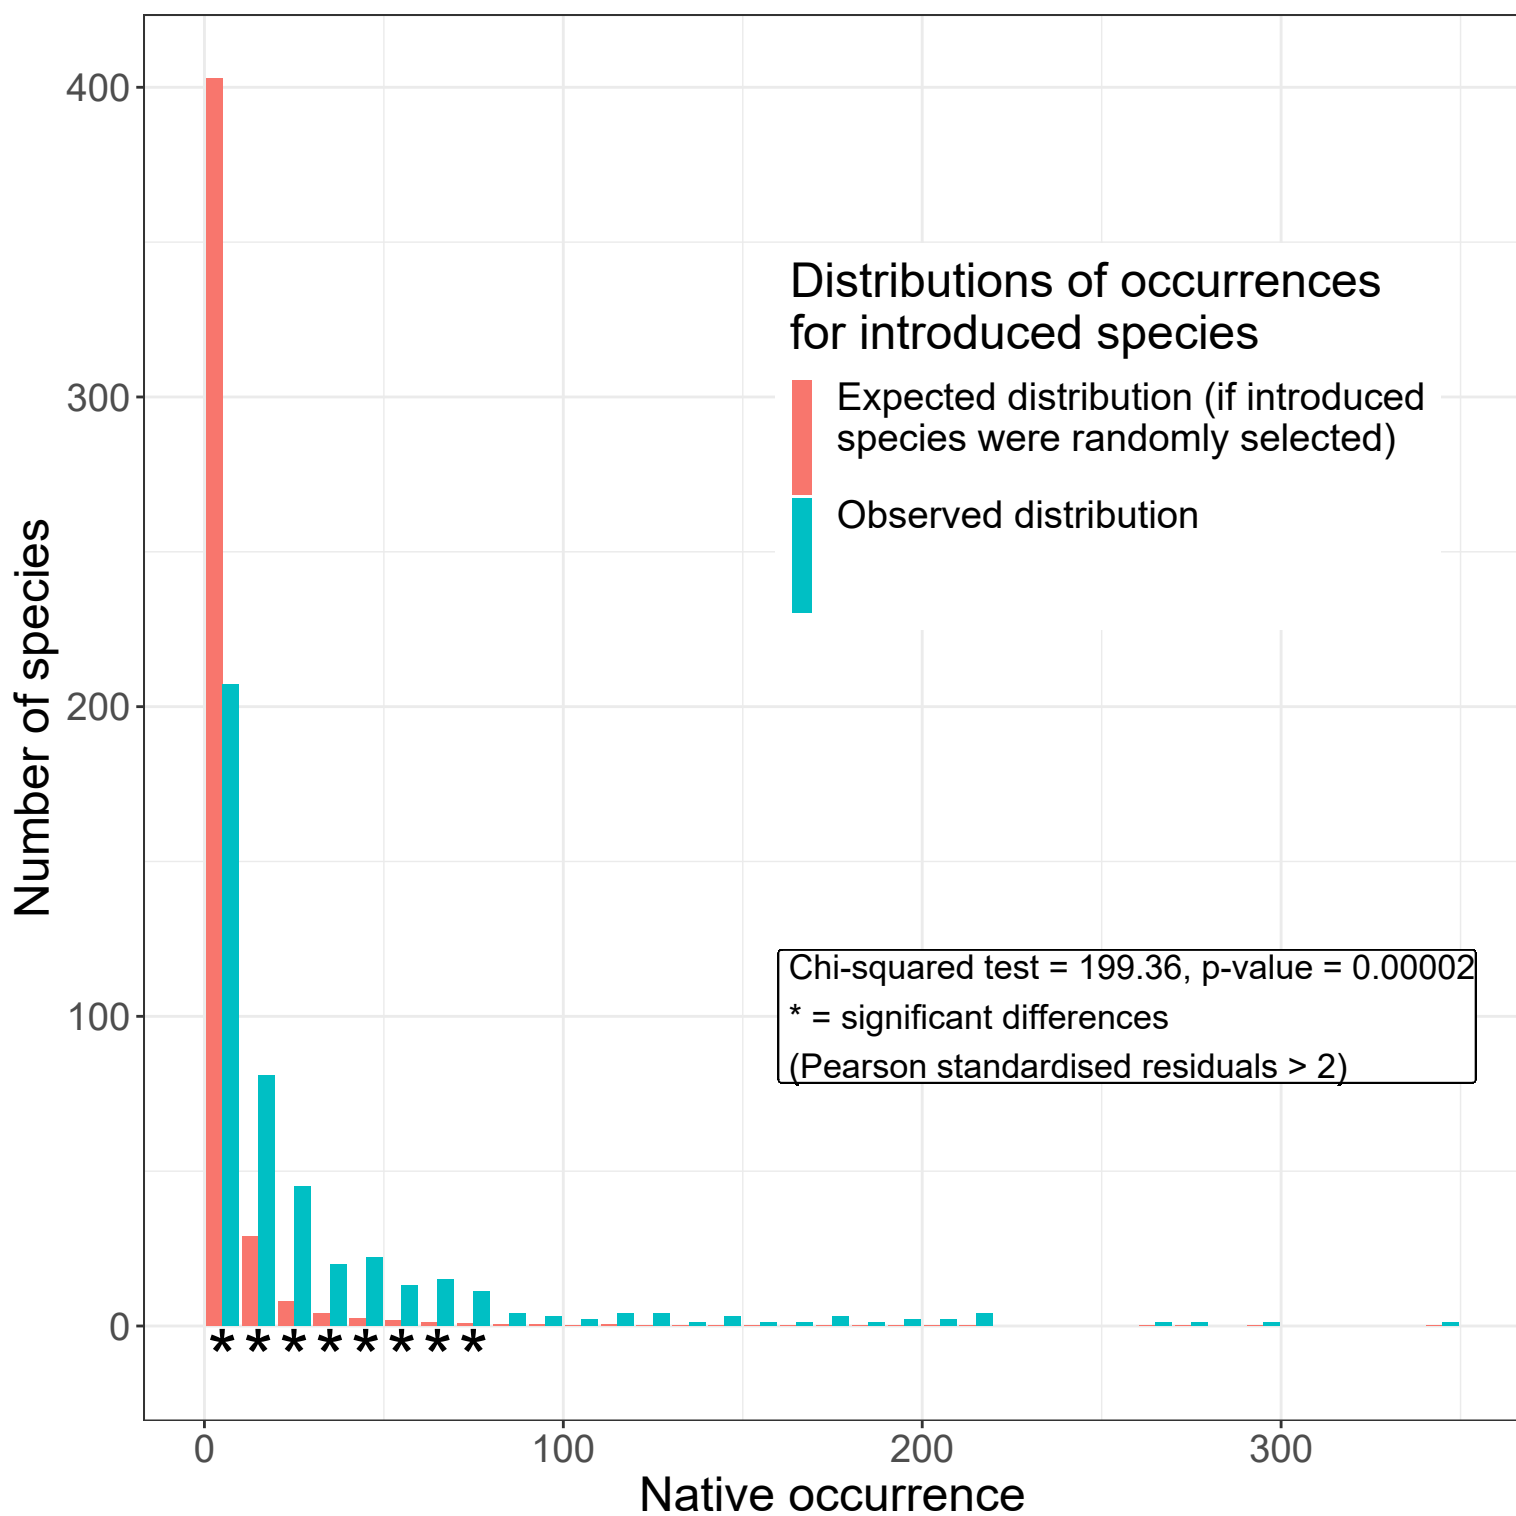 400
300
200
100
0
Number of species
Distributions of occurrences
for introduced species
Expected distribution (if introduced
species were randomly selected)
Observed distribution
Chi-squared test = 199.36, p-value = 0.00002
* = significant differences
(Pearson standardised residuals > 2)
* * * * * * * *
0 100 200 300
Native occurrence